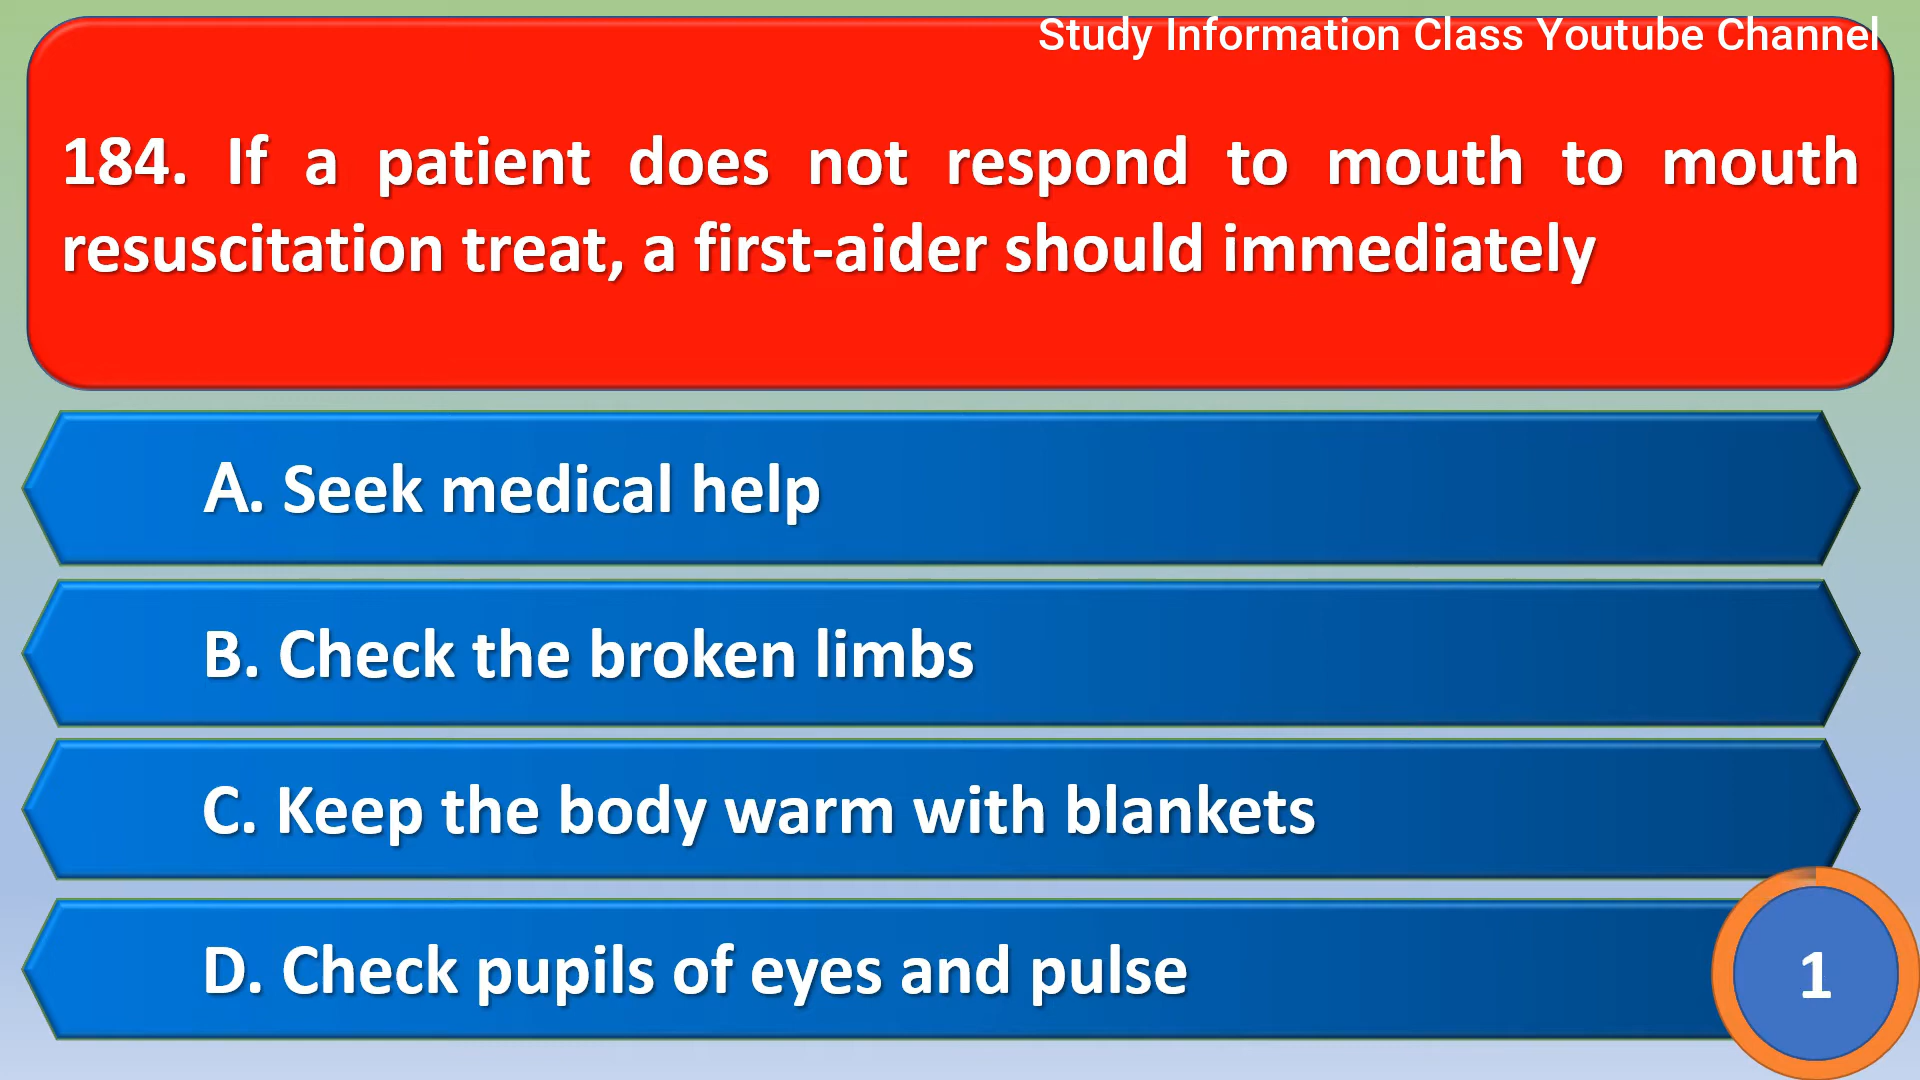 Study Information Class Youtube Channel
184. If a patient does not respond to mouth to mouth
resuscitation treat, a first-aider should immediately
A. Seek medical help
B. Check the broken limbs
C. Keep the body warm with blankets
D. Check pupils of eyes and pulse
1